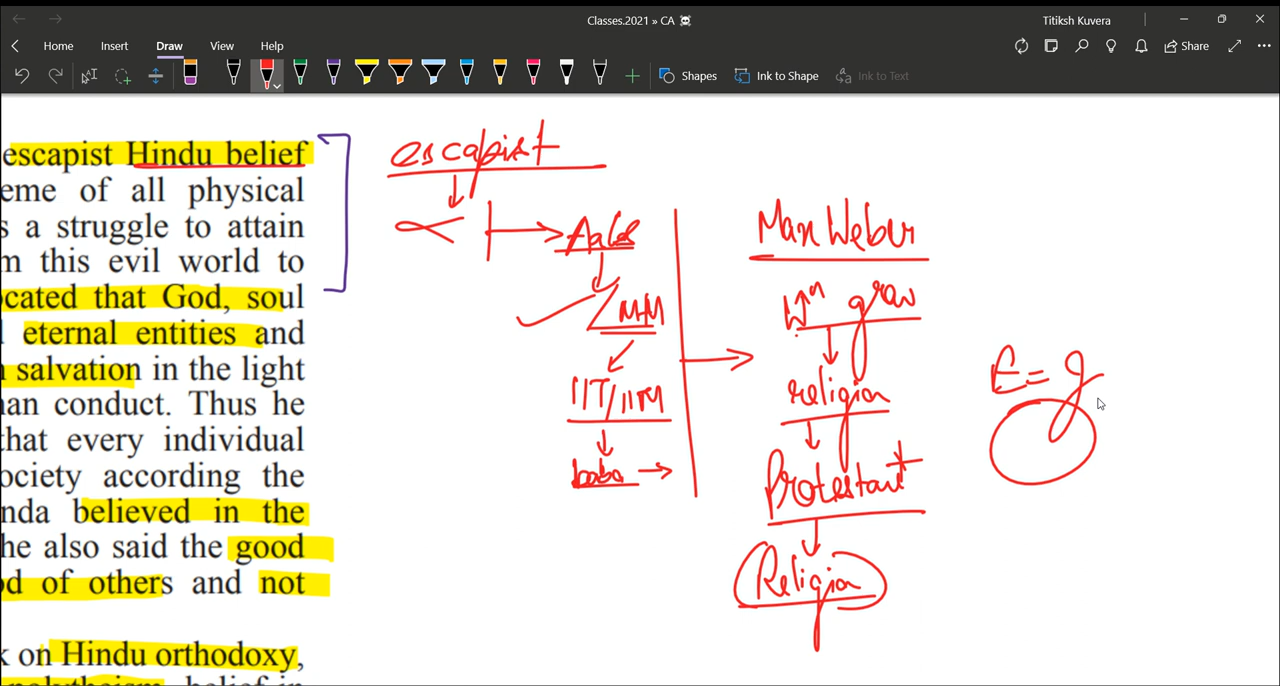 Classes.2021 » CA
Titiksh Kuvera
Home Insert Draw View Help
Share
Shapes
Ink to Shape
Ink to Text
escapist Hindu belief
eme of all physical
s a struggle to attain
m this evil world to
ocated that God, soul
l eternal entities and
n salvation in the light
nan conduct. Thus he
that every individual
ociety according the
nda believed in the
he also said the good
od of others and not
k on Hindu orthodoxy,
polytheism, belief in
escapist
IIT/IIM
baba
Max Weber
religion
Protestant
Religion
E = g